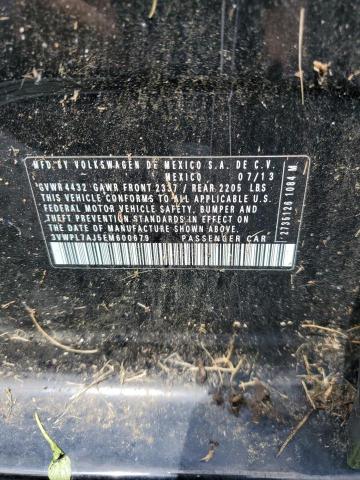 MFD BY VOLKSWAGEN DE MEXICO S.A. DE C.V.
MEXICO 07/13
GVWR 4432 GAWR FRONT 2337 / REAR 2205 LBS
THIS VEHICLE CONFORMS TO ALL APPLICABLE U.S.
FEDERAL MOTOR VEHICLE SAFETY, BUMPER AND
THEFT PREVENTION STANDARDS IN EFFECT ON
THE DATE OF MANUFACTURE SHOWN ABOVE.
3VWPL7AJ5EM600679 PASSENGER CAR
2735126 1084 M